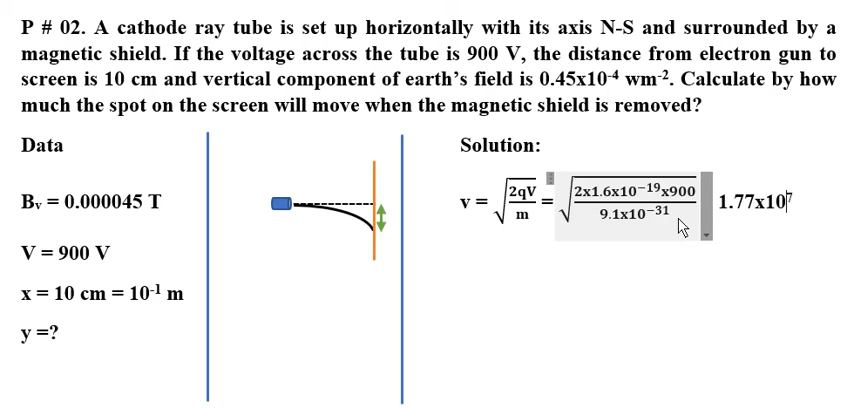 P # 02. A cathode ray tube is set up horizontally with its axis N-S and surrounded by a
magnetic shield. If the voltage across the tube is 900 V, the distance from electron gun to
screen is 10 cm and vertical component of earth's field is 0.45x10⁻⁴ wm⁻². Calculate by how
much the spot on the screen will move when the magnetic shield is removed?
Data
Bᵥ = 0.000045 T
V = 900 V
x = 10 cm = 10⁻¹ m
y =?
Solution:
v = √(2qV/m) = √(2x1.6x10⁻¹⁹x900/9.1x10⁻³¹) 1.77x10⁷